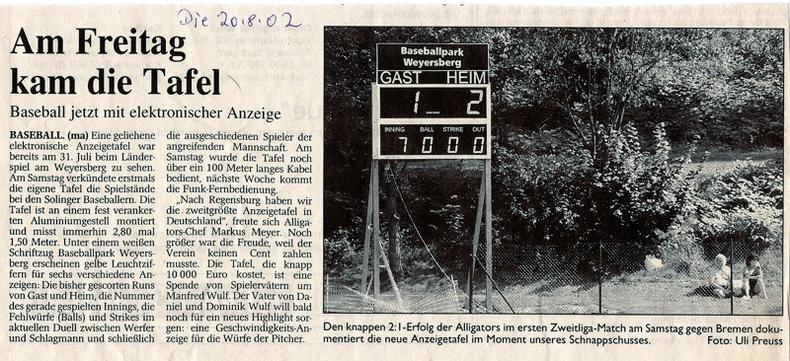 Die 20.8.02
Am Freitag
kam die Tafel
Baseball jetzt mit elektronischer Anzeige
BASEBALL. (ma) Eine geliehene
elektronische Anzeigetafel war
bereits am 31. Juli beim Länder-
spiel am Weyersberg zu sehen.
Am Samstag verkündete erstmals
die eigene Tafel die Spielstände
bei den Solinger Baseballern. Die
Tafel ist an einem fest veranker-
ten Aluminiumgestell montiert
und misst immerhin 2,80 mal
1,50 Meter. Unter einem weißen
Schriftzug Baseballpark Weyers-
berg erscheinen gelbe Leuchtzif-
fern für sechs verschiedene An-
zeigen: Die bisher gescorten Runs
von Gast und Heim, die Nummer
des gerade gespielten Innings, die
Fehlwürfe (Balls) und Strikes im
aktuellen Duell zwischen Werfer
und Schlagmann und schließlich
die ausgeschiedenen Spieler der
angreifenden Mannschaft. Am
Samstag wurde die Tafel noch
über ein 100 Meter langes Kabel
bedient, nächste Woche kommt
die Funk-Fernbedienung.
„Nach Regensburg haben wir
die zweitgrößte Anzeigetafel in
Deutschland", freute sich Alliga-
tors-Chef Markus Meyer. Noch
größer war die Freude, weil der
Verein keinen Cent zahlen
musste. Die Tafel, die knapp
10 000 Euro kostet, ist eine
Spende von Spielervätern um
Manfred Wulf. Der Vater von Da-
niel und Dominik Wulf will bald
noch für ein neues Highlight sor-
gen: eine Geschwindigkeits-An-
zeige für die Würfe der Pitcher.
Baseballpark
Weyersberg
GAST HEIM
1 2
INNING BALL STRIKE OUT
7 0 0 0
Den knappen 2:1-Erfolg der Alligators im ersten Zweitliga-Match am Samstag gegen Bremen doku-
mentiert die neue Anzeigetafel im Moment unseres Schnappschusses. Foto: Uli Preuss